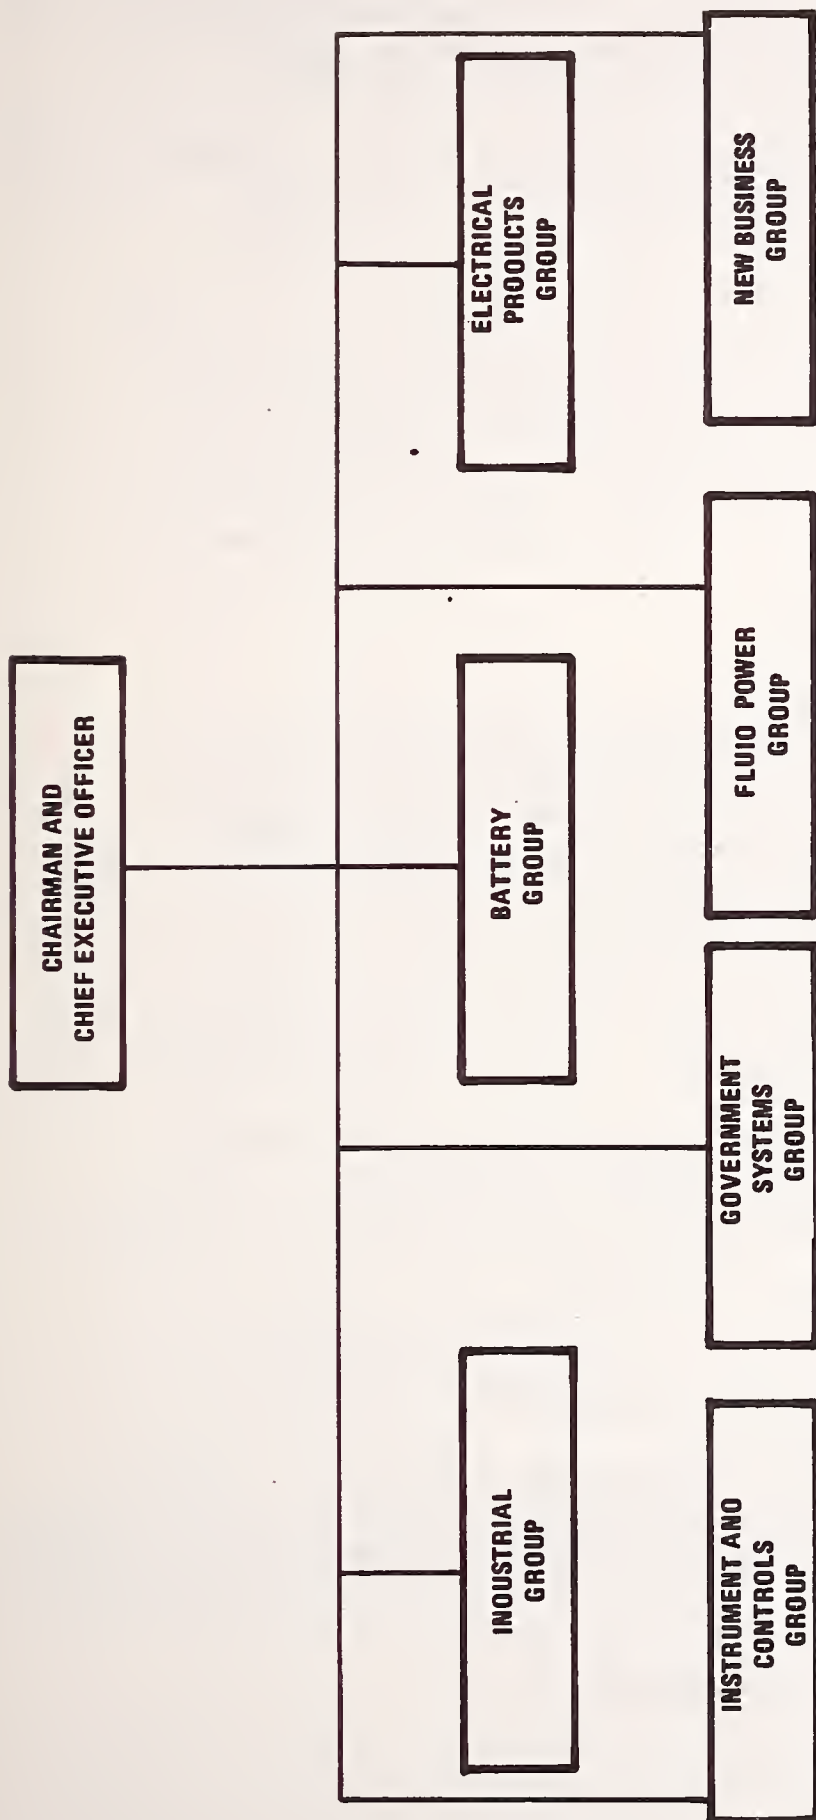 CHAIRMAN AND
CHIEF EXECUTIVE OFFICER
INOUSTRIAL
GROUP
BATTERY
GROUP
ELECTRICAL
PROOUCTS
GROUP
INSTRUMENT ANO
CONTROLS
GROUP
GOVERNMENT
SYSTEMS
GROUP
FLUIO POWER
GROUP
NEW BUSINESS
GROUP